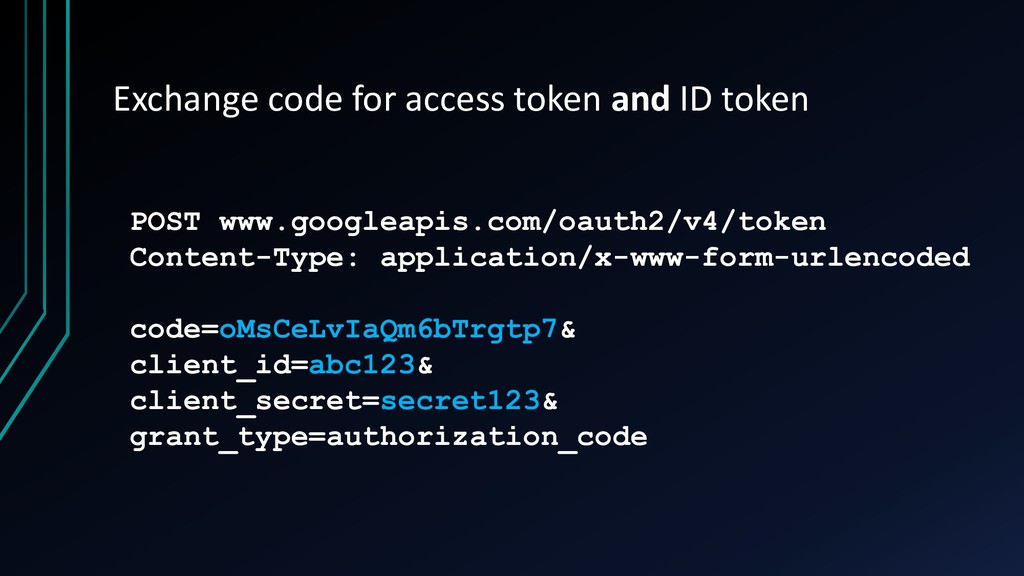 Exchange code for access token and ID token
POST www.googleapis.com/oauth2/v4/token
Content-Type: application/x-www-form-urlencoded
code=oMsCeLvIaQm6bTrgtp7&
client_id=abc123&
client_secret=secret123&
grant_type=authorization_code